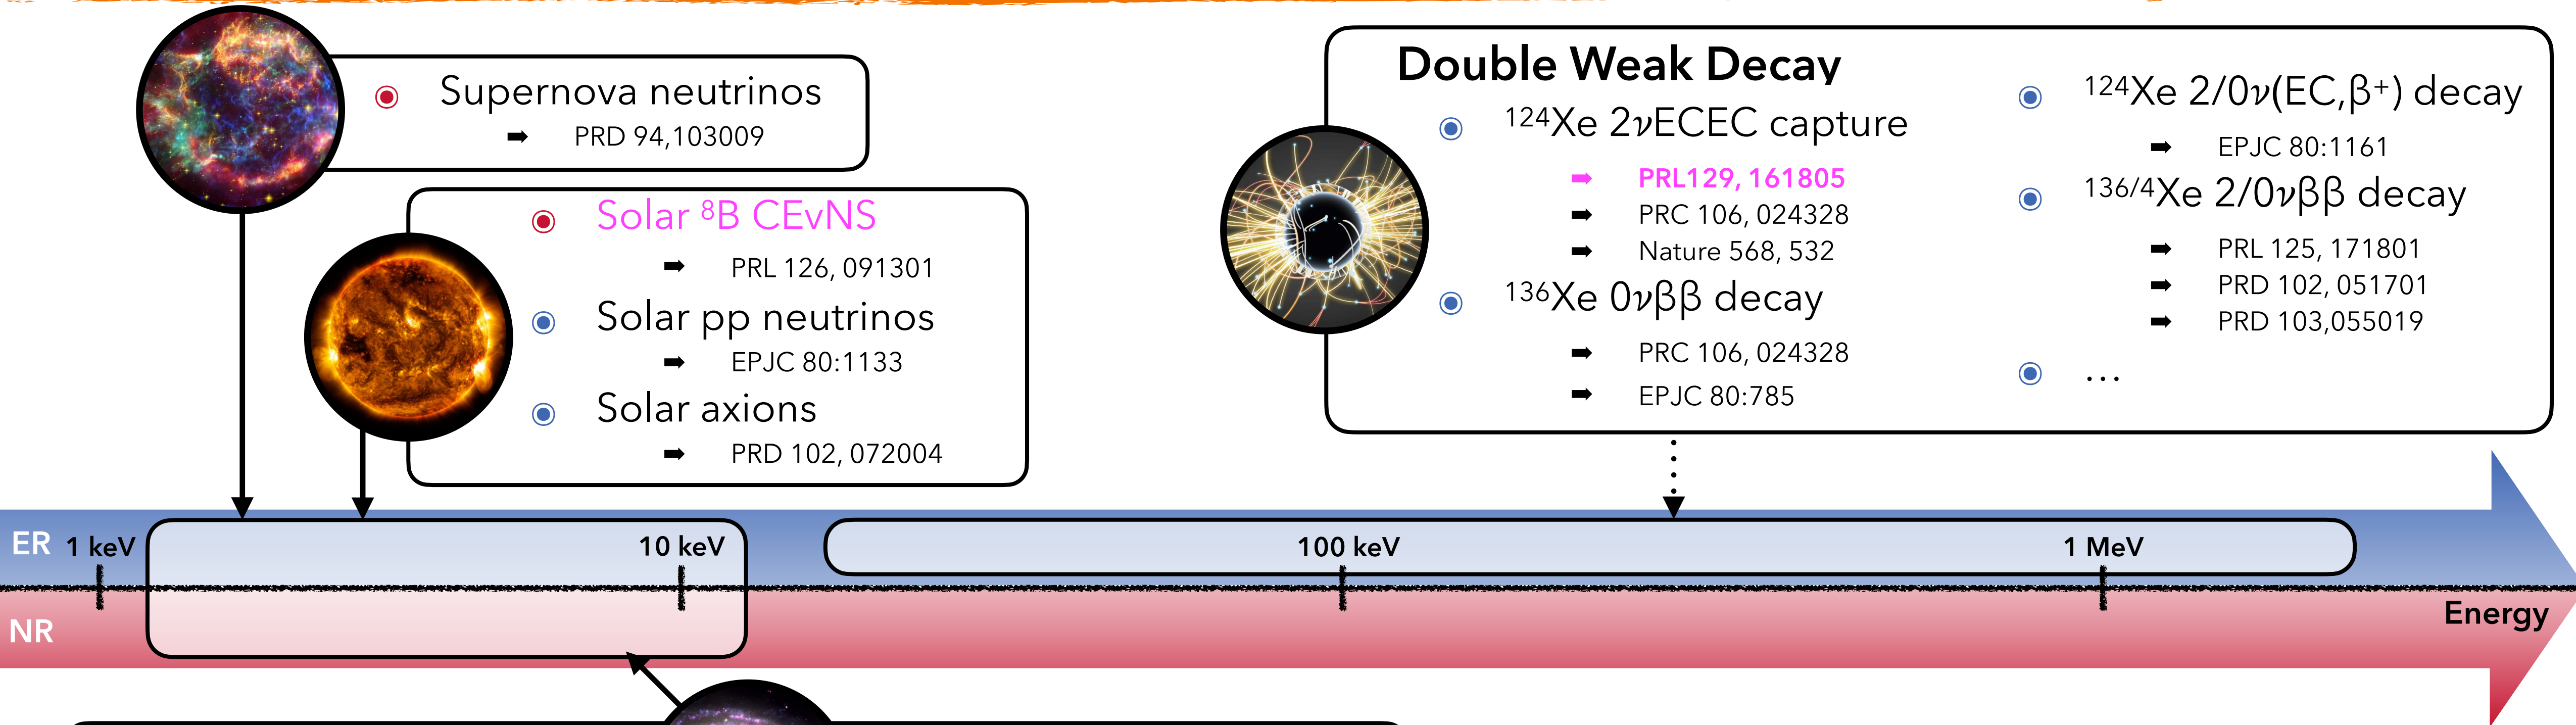 Supernova neutrinos
➡ PRD 94,103009
Solar ⁸B CEvNS
➡ PRL 126, 091301
Solar pp neutrinos
➡ EPJC 80:1133
Solar axions
➡ PRD 102, 072004
Double Weak Decay
¹²⁴Xe 2νECEC capture
➡ PRL129, 161805
➡ PRC 106, 024328
➡ Nature 568, 532
¹³⁶Xe 0νββ decay
➡ PRC 106, 024328
➡ EPJC 80:785
¹²⁴Xe 2/0ν(EC,β⁺) decay
➡ EPJC 80:1161
¹³⁶ᐟ⁴Xe 2/0νββ decay
➡ PRL 125, 171801
➡ PRD 102, 051701
➡ PRD 103,055019
...
ER 1 keV 10 keV 100 keV 1 MeV
NR Energy